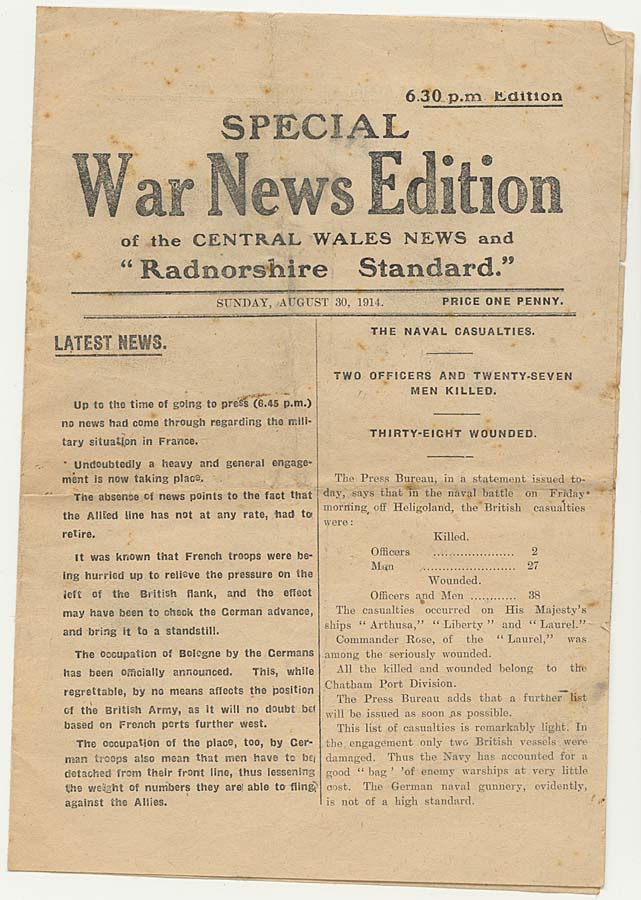 6.30 p.m. Edition
SPECIAL
War News Edition
of the CENTRAL WALES NEWS and
"Radnorshire Standard."
SUNDAY, AUGUST 30, 1914. PRICE ONE PENNY.
LATEST NEWS.
Up to the time of going to press (6.45 p.m.)
no news had come through regarding the mili-
tary situation in France.
Undoubtedly a heavy and general engage-
ment is now taking place.
The absence of news points to the fact that
the Allied line has not at any rate, had to
retire.
It was known that French troops were be-
ing hurried up to relieve the pressure on the
left of the British flank, and the effect
may have been to check the German advance,
and bring it to a standstill.
The occupation of Bologne by the Germans
has been officially announced. This, while
regrettable, by no means affects the position
of the British Army, as it will no doubt be
based on French ports further west.
The occupation of the place, too, by Ger-
man troops also mean that men have to be
detached from their front line, thus lessening
the weight of numbers they are able to fling
against the Allies.
THE NAVAL CASUALTIES.
TWO OFFICERS AND TWENTY-SEVEN
MEN KILLED.
THIRTY-EIGHT WOUNDED.
The Press Bureau, in a statement issued to-
day, says that in the naval battle on Friday
morning off Heligoland, the British casualties
were:
Killed.
Officers ..................... 2
Men ........................ 27
Wounded.
Officers and Men ............ 38
The casualties occurred on His Majesty's
ships "Arthusa," "Liberty" and "Laurel."
Commander Rose, of the "Laurel," was
among the seriously wounded.
All the killed and wounded belong to the
Chatham Port Division.
The Press Bureau adds that a further list
will be issued as soon as possible.
This list of casualties is remarkably light. In
the engagement only two British vessels were
damaged. Thus the Navy has accounted for a
good "bag' 'of enemy warships at very little
cost. The German naval gunnery, evidently,
is not of a high standard.